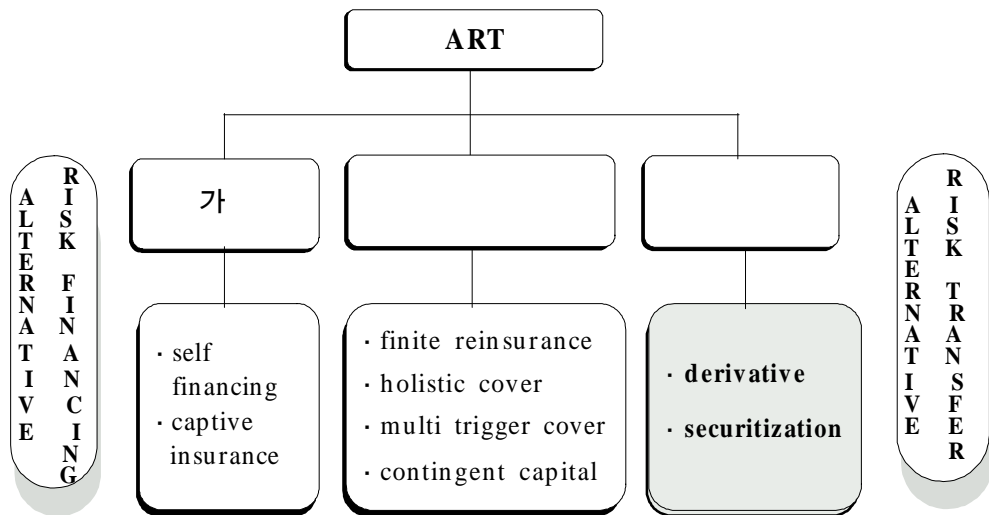 ART
ALTERNATIVE
RISK FINANCING
가
ALTERNATIVE
RISK TRANSFER
· self
financing
· captive
insurance
· finite reinsurance
· holistic cover
· multi trigger cover
· contingent capital
· derivative
· securitization